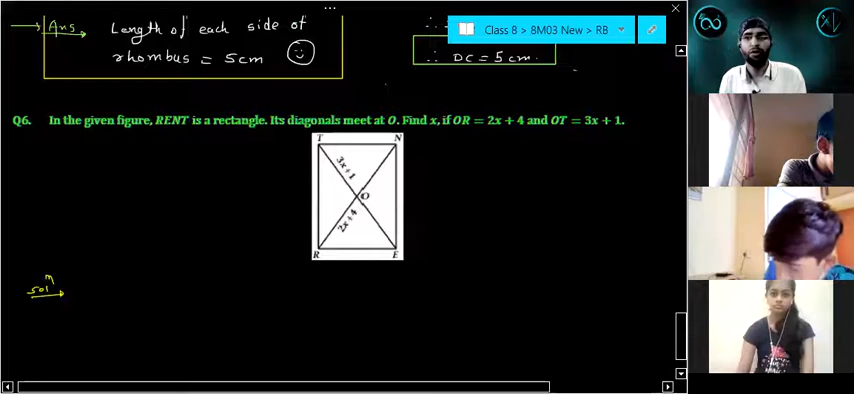 Ans Length of each side of
rhombus = 5cm
∴ DC = 5 cm.
Class 8 > 8M03 New > RB
Q6. In the given figure, RENT is a rectangle. Its diagonals meet at O. Find x, if OR = 2x + 4 and OT = 3x + 1.
T N
3x+1
O
2x+4
R E
Solⁿ